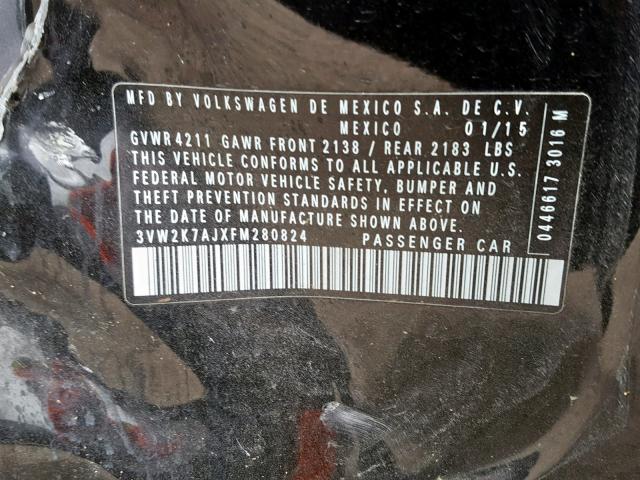 MFD BY VOLKSWAGEN DE MEXICO S.A. DE C.V.
MEXICO 01/15
GVWR 4211 GAWR FRONT 2138 / REAR 2183 LBS
THIS VEHICLE CONFORMS TO ALL APPLICABLE U.S.
FEDERAL MOTOR VEHICLE SAFETY, BUMPER AND
THEFT PREVENTION STANDARDS IN EFFECT ON
THE DATE OF MANUFACTURE SHOWN ABOVE.
3VW2K7AJXFM280824 PASSENGER CAR
0446617 3016 M